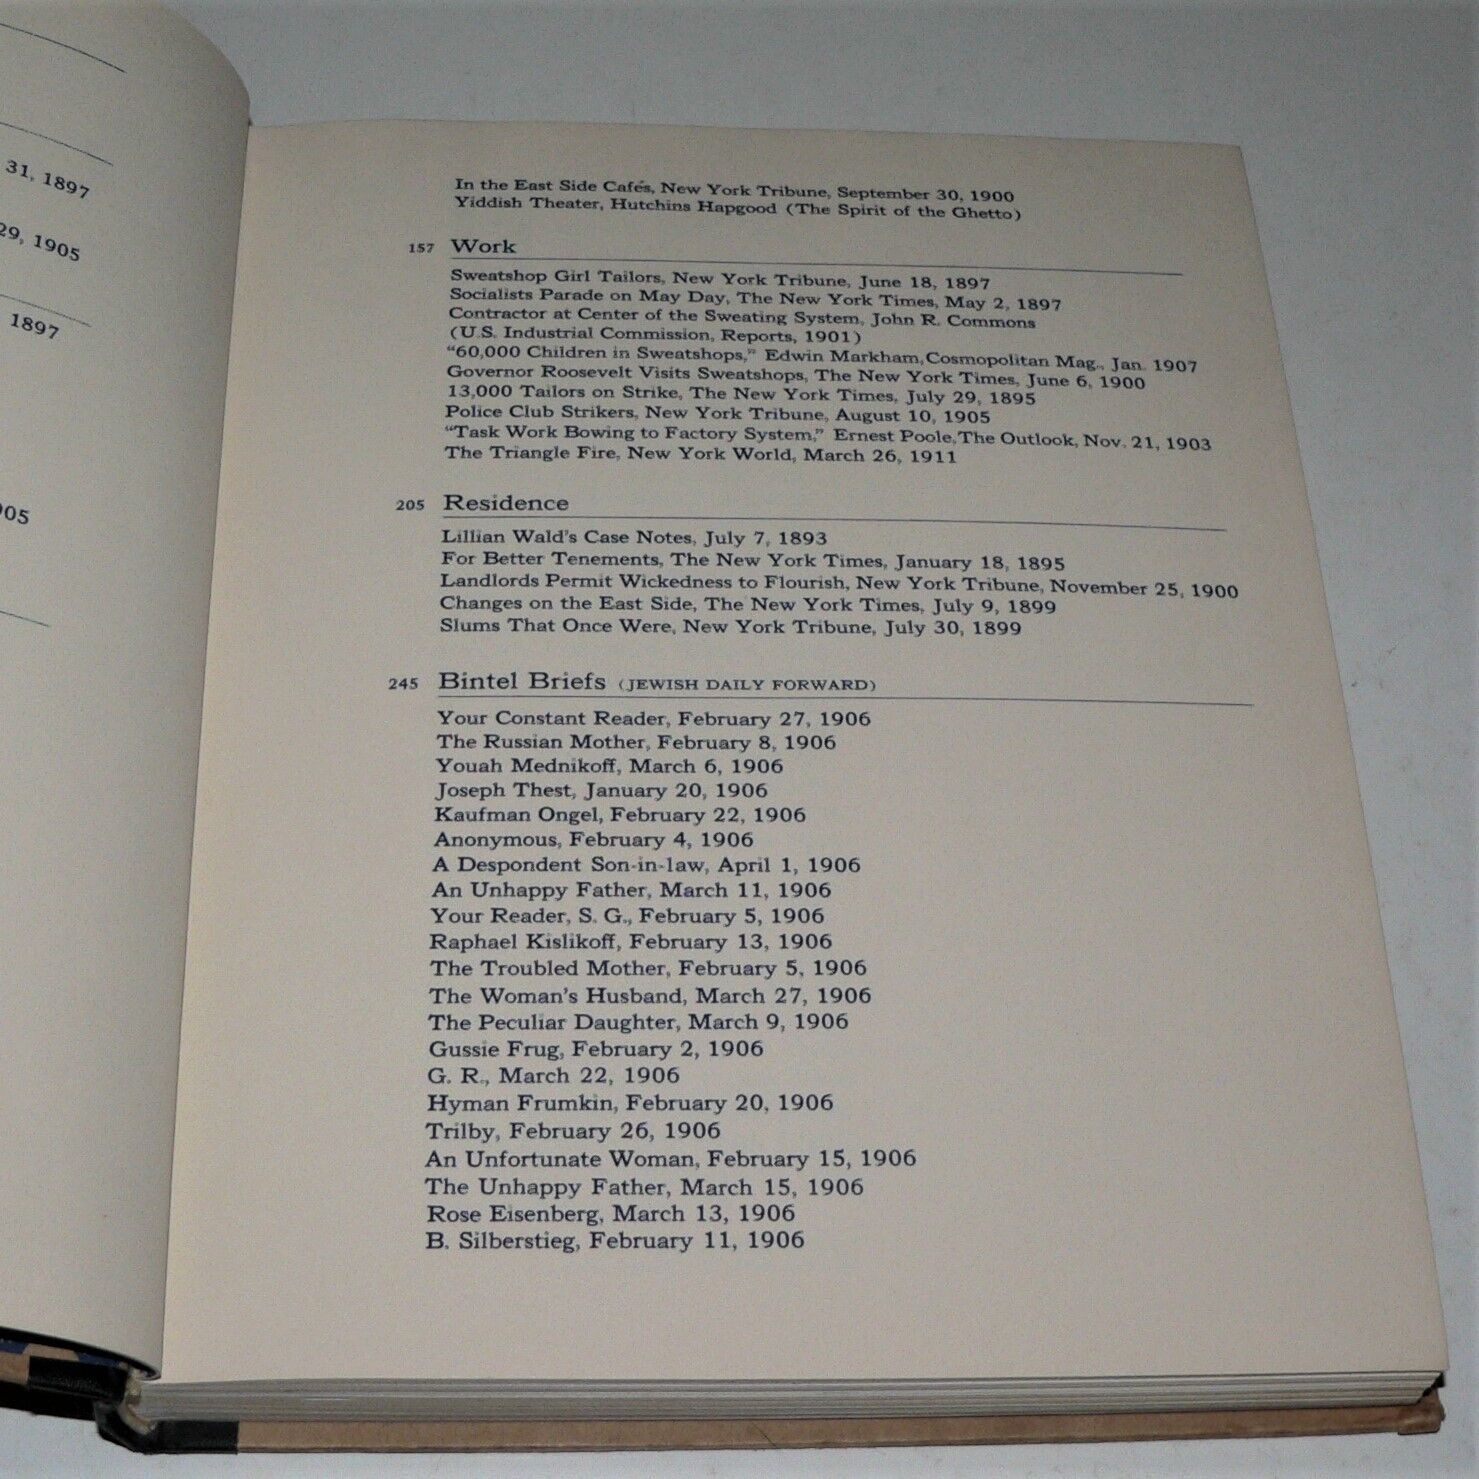 31, 1897
29, 1905
1897
905
In the East Side Cafés, New York Tribune, September 30, 1900
Yiddish Theater, Hutchins Hapgood (The Spirit of the Ghetto)
157 Work
Sweatshop Girl Tailors, New York Tribune, June 18, 1897
Socialists Parade on May Day, The New York Times, May 2, 1897
Contractor at Center of the Sweating System, John R. Commons
(U.S. Industrial Commission, Reports, 1901)
“60,000 Children in Sweatshops,” Edwin Markham, Cosmopolitan Mag., Jan. 1907
Governor Roosevelt Visits Sweatshops, The New York Times, June 6, 1900
13,000 Tailors on Strike, The New York Times, July 29, 1895
Police Club Strikers, New York Tribune, August 10, 1905
“Task Work Bowing to Factory System,” Ernest Poole, The Outlook, Nov. 21, 1903
The Triangle Fire, New York World, March 26, 1911
205 Residence
Lillian Wald's Case Notes, July 7, 1893
For Better Tenements, The New York Times, January 18, 1895
Landlords Permit Wickedness to Flourish, New York Tribune, November 25, 1900
Changes on the East Side, The New York Times, July 9, 1899
Slums That Once Were, New York Tribune, July 30, 1899
245 Bintel Briefs (JEWISH DAILY FORWARD)
Your Constant Reader, February 27, 1906
The Russian Mother, February 8, 1906
Youah Mednikoff, March 6, 1906
Joseph Thest, January 20, 1906
Kaufman Ongel, February 22, 1906
Anonymous, February 4, 1906
A Despondent Son-in-law, April 1, 1906
An Unhappy Father, March 11, 1906
Your Reader, S. G., February 5, 1906
Raphael Kislikoff, February 13, 1906
The Troubled Mother, February 5, 1906
The Woman's Husband, March 27, 1906
The Peculiar Daughter, March 9, 1906
Gussie Frug, February 2, 1906
G. R., March 22, 1906
Hyman Frumkin, February 20, 1906
Trilby, February 26, 1906
An Unfortunate Woman, February 15, 1906
The Unhappy Father, March 15, 1906
Rose Eisenberg, March 13, 1906
B. Silberstieg, February 11, 1906